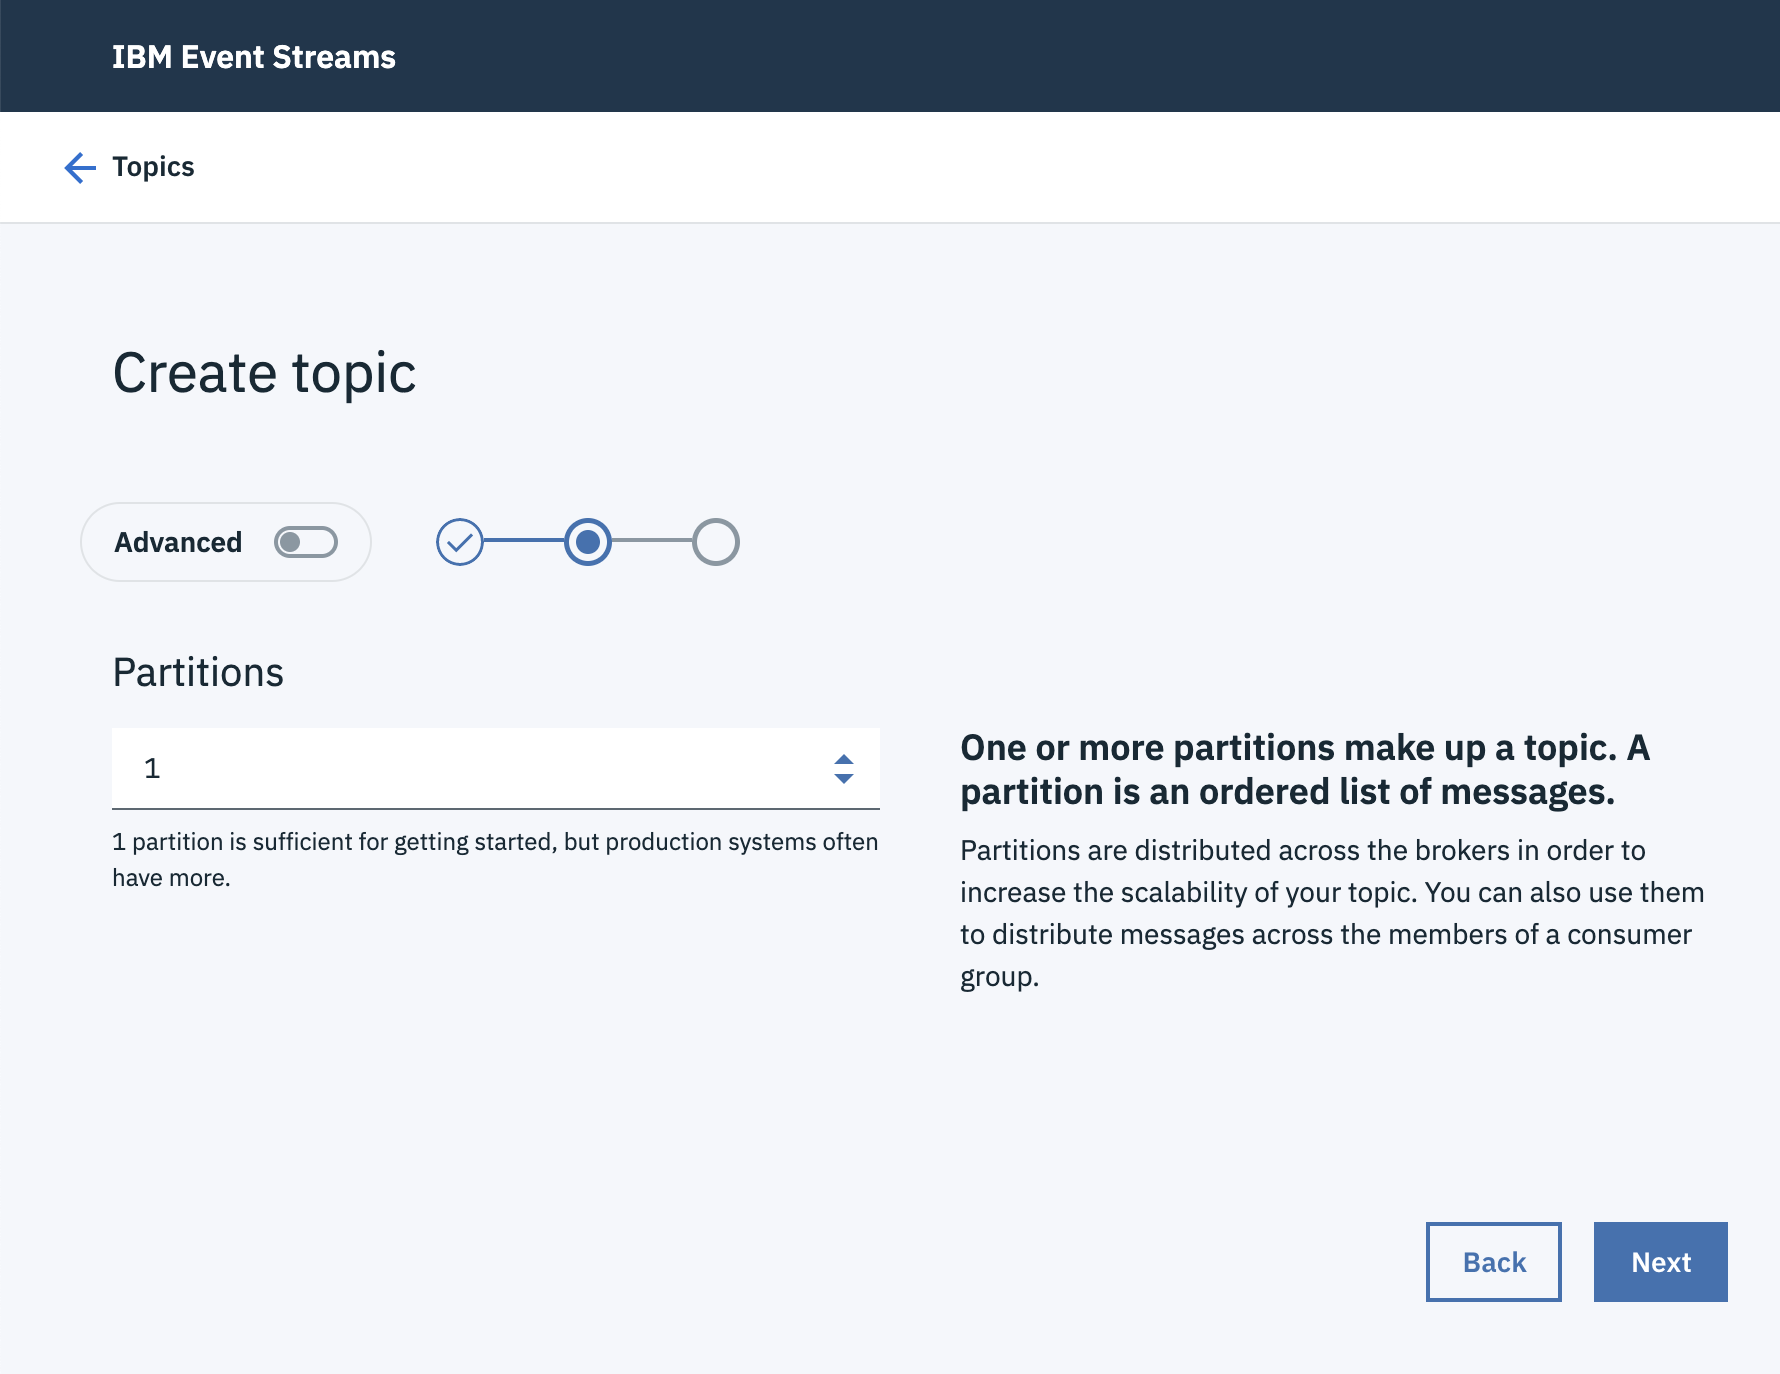 IBM Event Streams
Topics
Create topic
Advanced
Partitions
1
1 partition is sufficient for getting started, but production systems often
have more.
One or more partitions make up a topic. A
partition is an ordered list of messages.
Partitions are distributed across the brokers in order to
increase the scalability of your topic. You can also use them
to distribute messages across the members of a consumer
group.
Back
Next